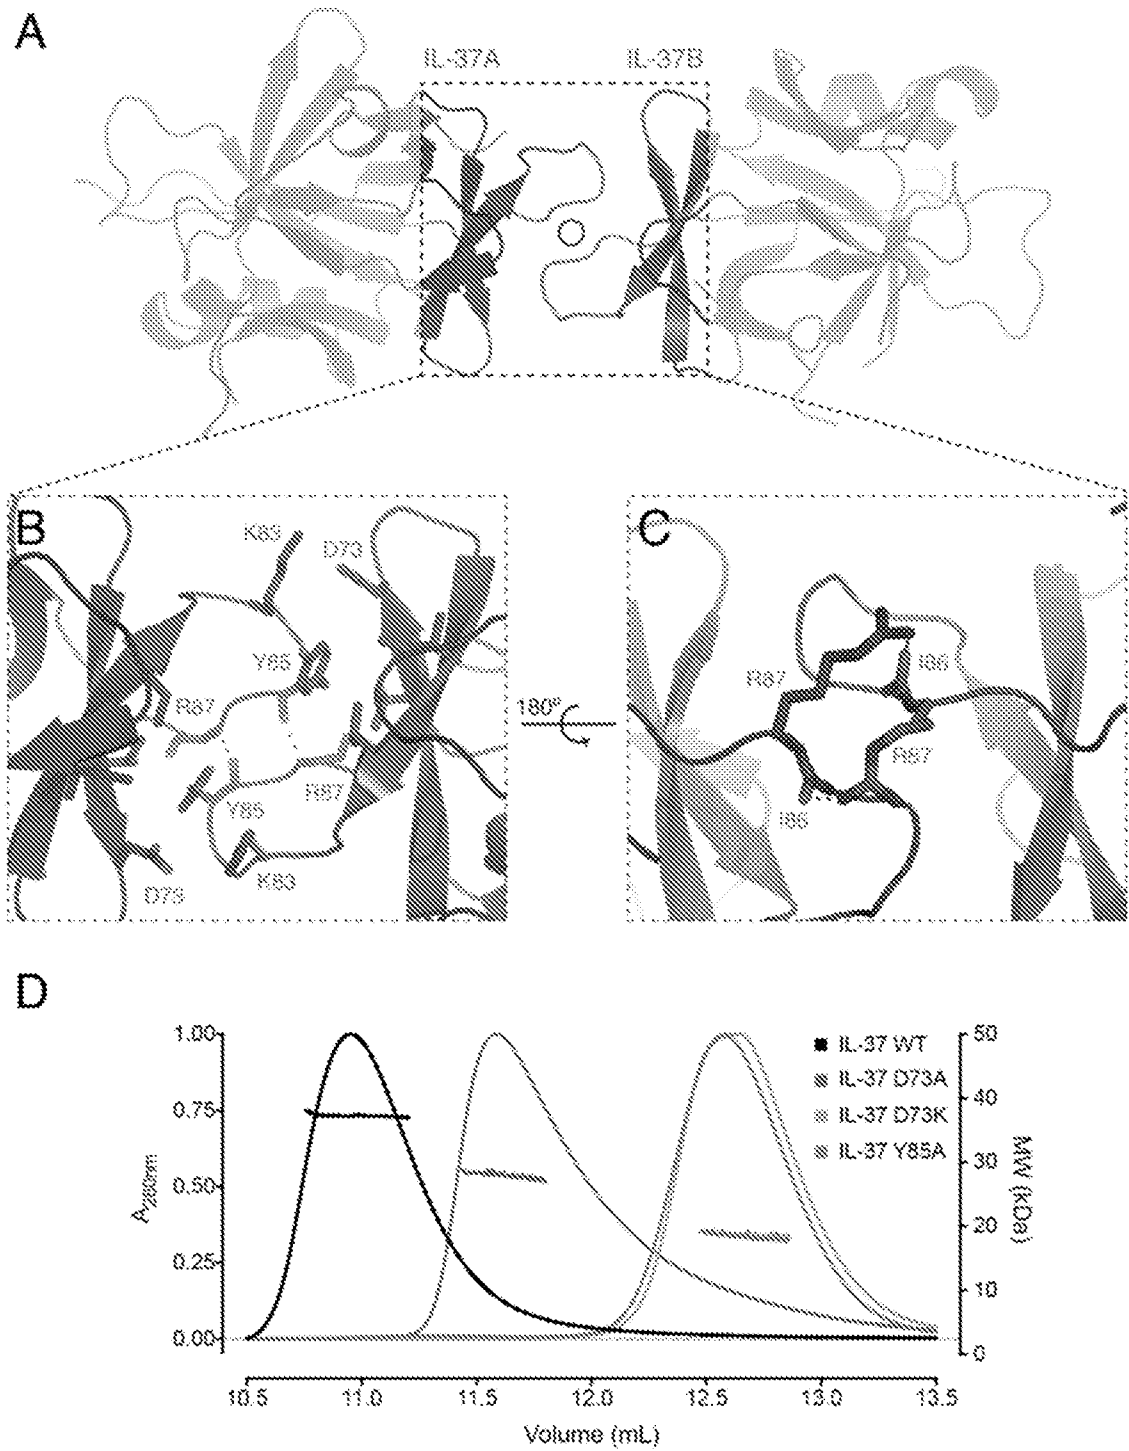 A
IL-37A IL-37B
B
K83
D73
Y85
R87
R87
Y85
K83
D73
180°
C
I86
R87
R87
I86
D
1.00
0.75
0.50
0.25
0.00
A280nm
50
40
30
20
10
0
MW (kDa)
IL-37 WT
IL-37 D73A
IL-37 D73K
IL-37 Y85A
10.5 11.0 11.5 12.0 12.5 13.0 13.5
Volume (mL)